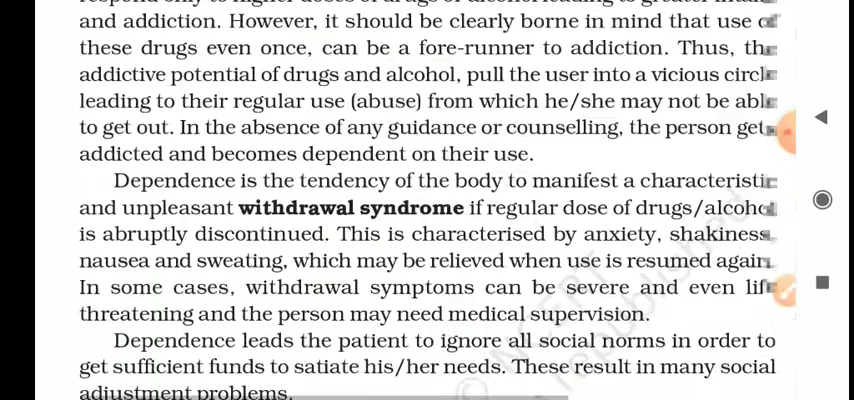 and addiction. However, it should be clearly borne in mind that use of
these drugs even once, can be a fore-runner to addiction. Thus, the
addictive potential of drugs and alcohol, pull the user into a vicious circle
leading to their regular use (abuse) from which he/she may not be able
to get out. In the absence of any guidance or counselling, the person gets
addicted and becomes dependent on their use.
Dependence is the tendency of the body to manifest a characteristic
and unpleasant withdrawal syndrome if regular dose of drugs/alcohol
is abruptly discontinued. This is characterised by anxiety, shakiness,
nausea and sweating, which may be relieved when use is resumed again.
In some cases, withdrawal symptoms can be severe and even life
threatening and the person may need medical supervision.
Dependence leads the patient to ignore all social norms in order to
get sufficient funds to satiate his/her needs. These result in many social
adjustment problems.
© NCERT
republished